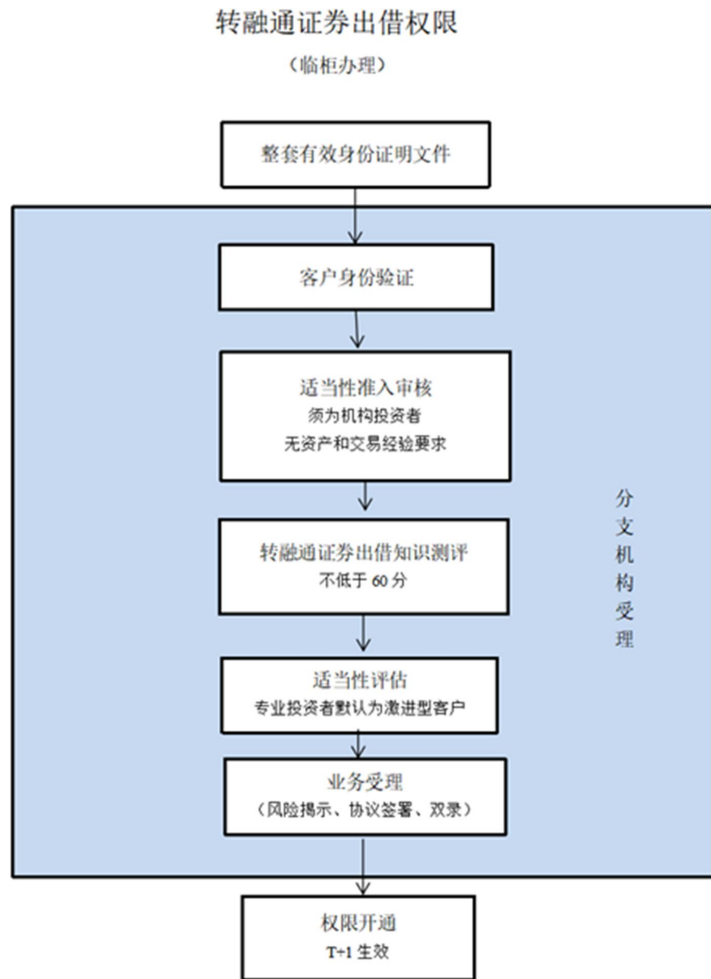 转融通证券出借权限
（临柜办理）
整套有效身份证明文件
客户身份验证
适当性准入审核
须为机构投资者
无资产和交易经验要求
转融通证券出借知识测评
不低于 60 分
适当性评估
专业投资者默认为激进型客户
业务受理
（风险揭示、协议签署、双录）
分支机构受理
权限开通
T+1 生效